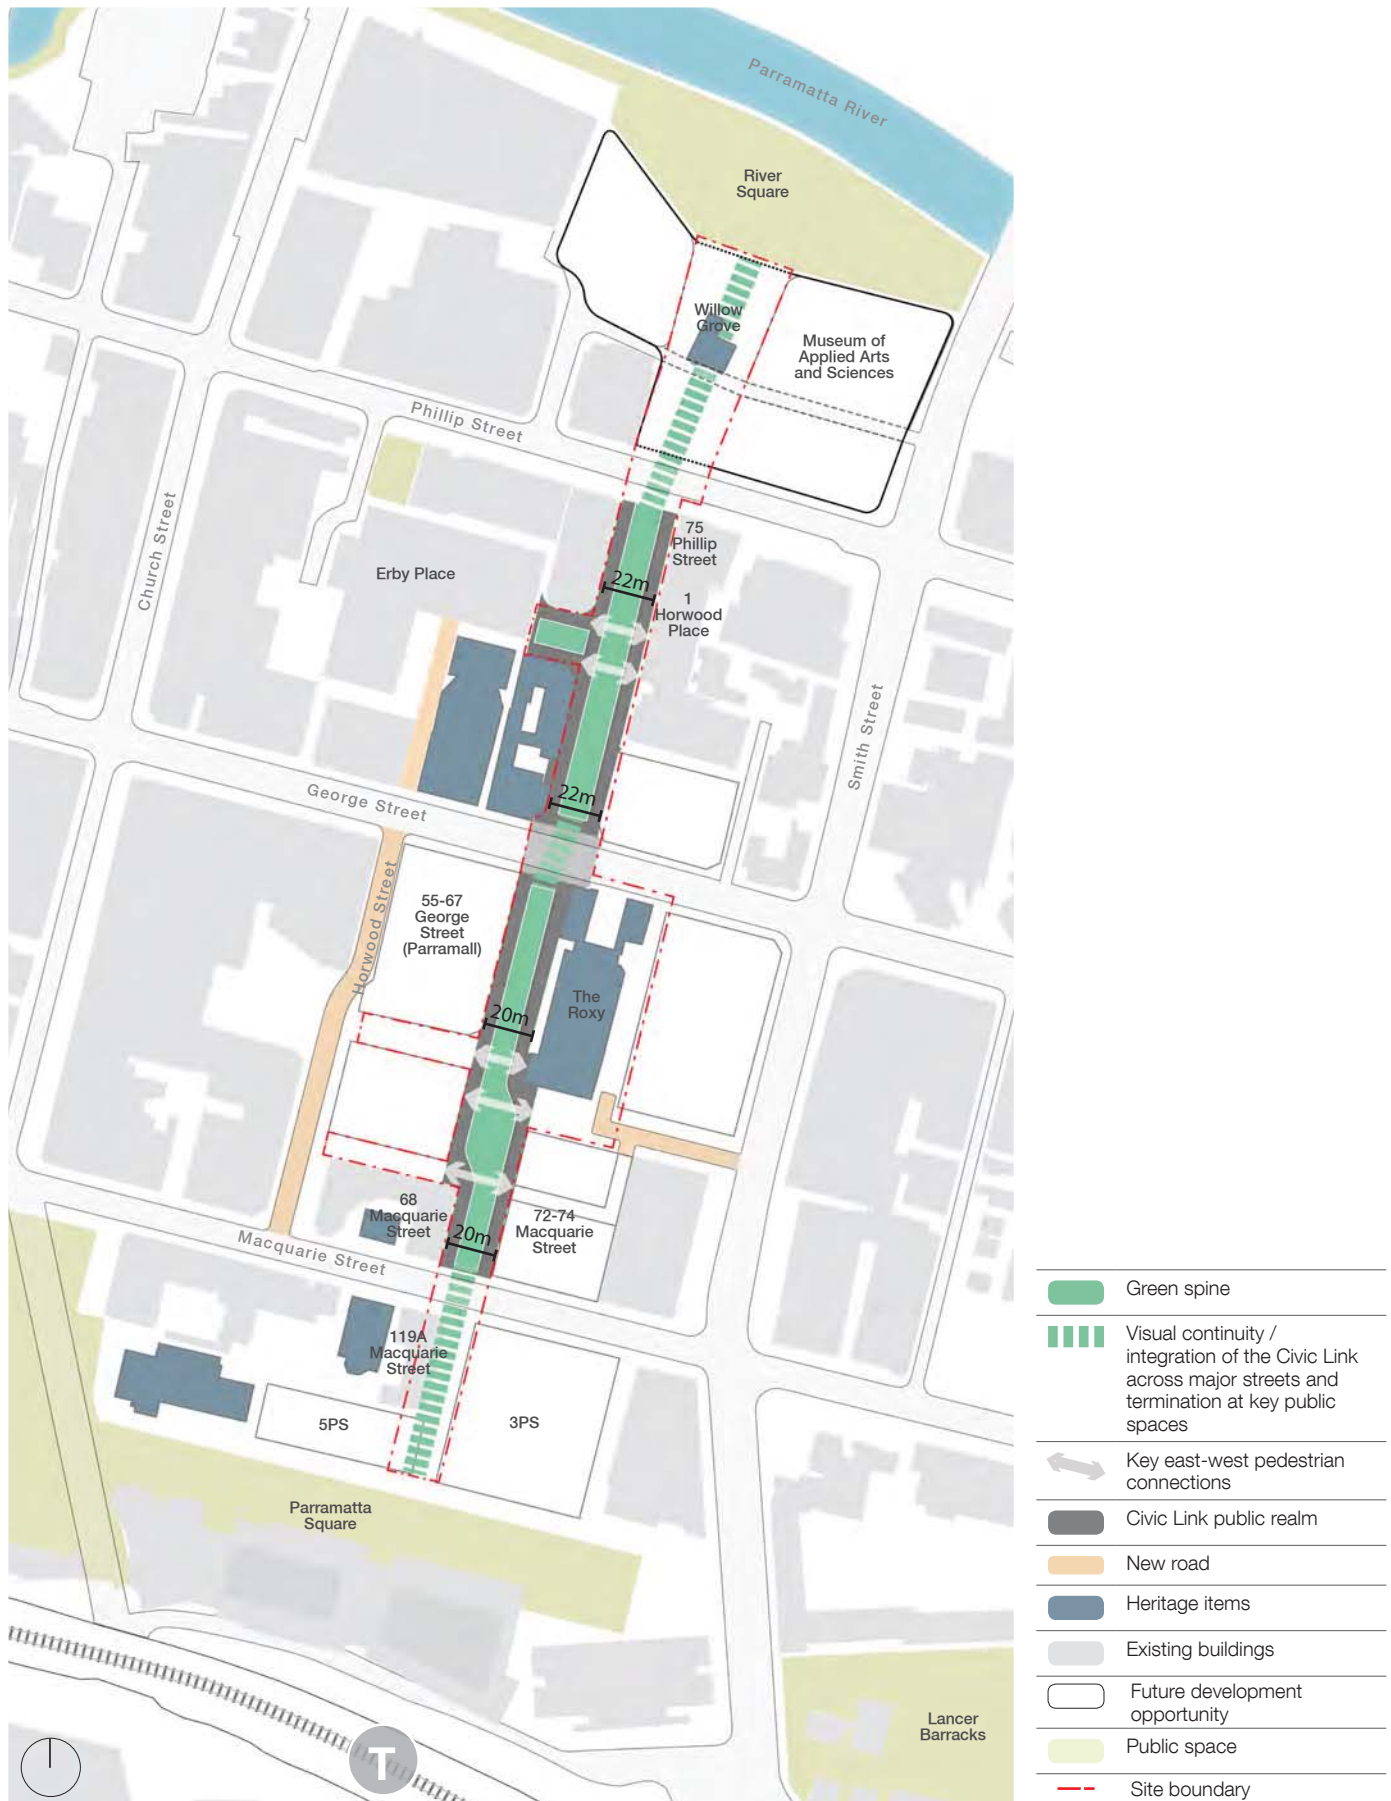 Parramatta River
River
Square
Willow
Grove
Museum of
Applied Arts
and Sciences
Phillip Street
Church Street
75
Phillip
Street
Erby Place
22m
1
Horwood
Place
Smith Street
22m
George Street
Horwood Street
55-67
George
Street
(Parramall)
The
Roxy
20m
68
Macquarie
Street
72-74
Macquarie
Street
20m
Macquarie Street
119A
Macquarie
Street
5PS
3PS
Parramatta
Square
Lancer
Barracks
T
Green spine
Visual continuity /
integration of the Civic Link
across major streets and
termination at key public
spaces
Key east-west pedestrian
connections
Civic Link public realm
New road
Heritage items
Existing buildings
Future development
opportunity
Public space
Site boundary